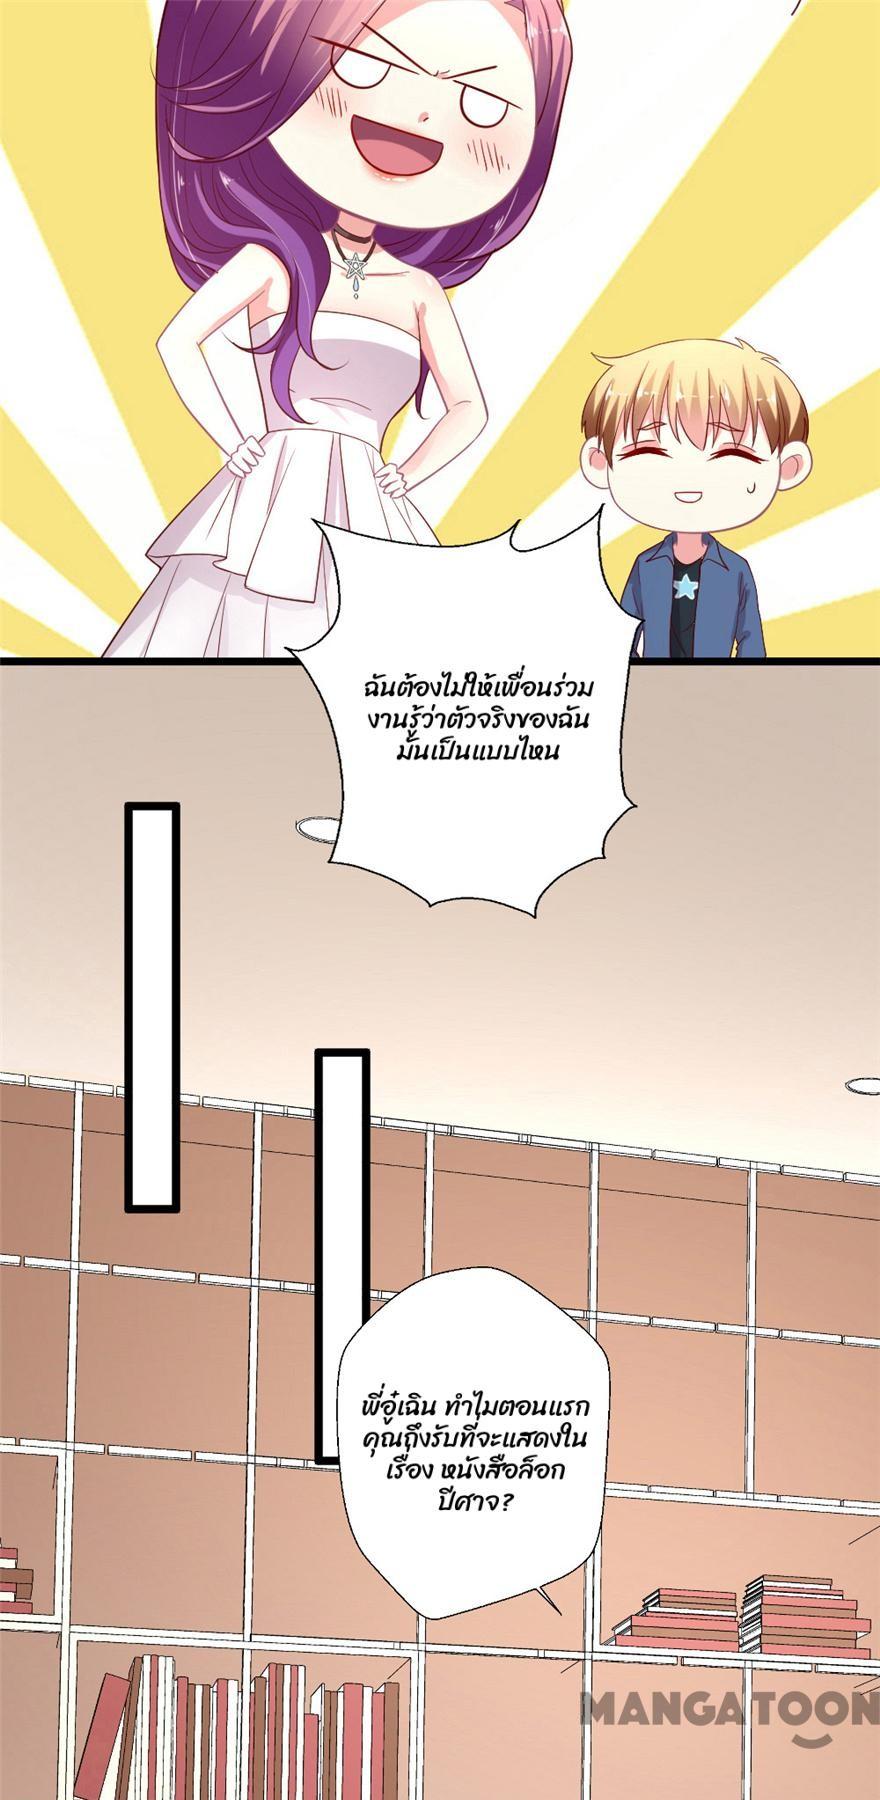 ฉันต้องไม่ให้เพื่อนร่วม
งานรู้ว่าตัวจริงของฉัน
มันเป็นแบบไหน
พี่อู๋เฉิน ทำไมตอนแรก
คุณถึงรับที่จะแสดงใน
เรื่อง หนังสือล็อก
ปีศาจ?
MANGATOON